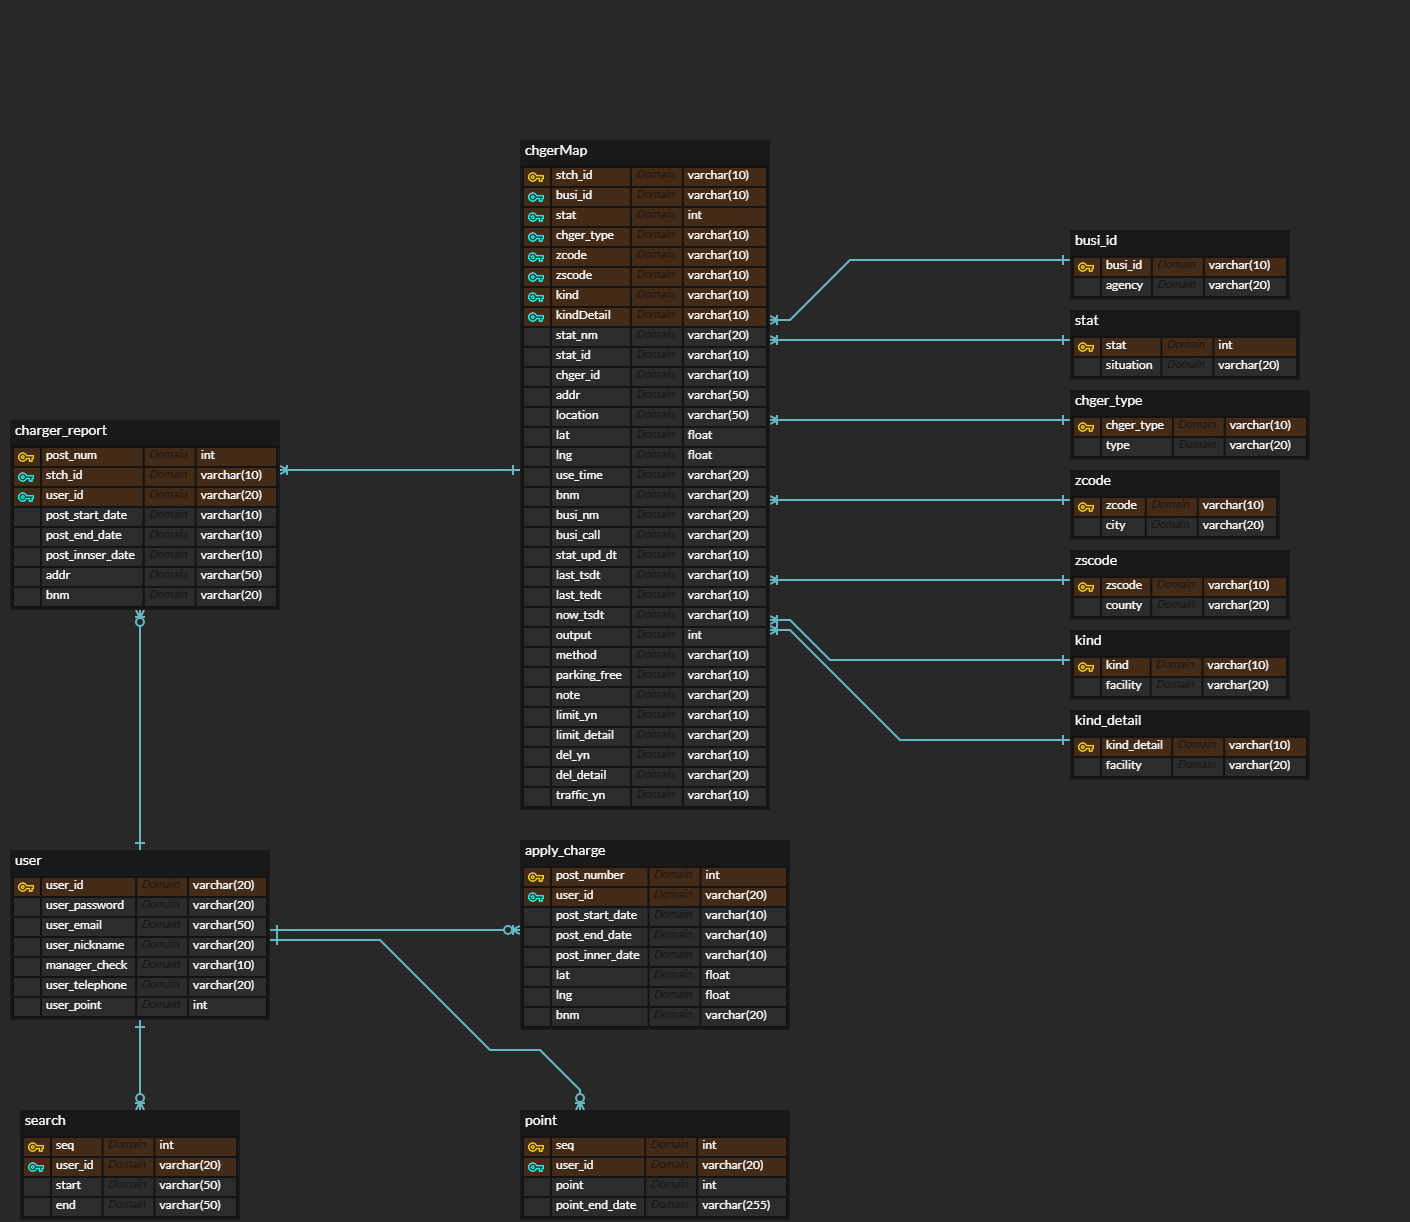 chgerMap
stch_id Domain varchar(10)
busi_id Domain varchar(10)
stat Domain int
chger_type Domain varchar(10)
zcode Domain varchar(10)
zscode Domain varchar(10)
kind Domain varchar(10)
kindDetail Domain varchar(10)
stat_nm Domain varchar(20)
stat_id Domain varchar(10)
chger_id Domain varchar(10)
addr Domain varchar(50)
location Domain varchar(50)
lat Domain float
lng Domain float
use_time Domain varchar(20)
bnm Domain varchar(20)
busi_nm Domain varchar(20)
busi_call Domain varchar(20)
stat_upd_dt Domain varchar(10)
last_tsdt Domain varchar(10)
last_tedt Domain varchar(10)
now_tsdt Domain varchar(10)
output Domain int
method Domain varchar(10)
parking_free Domain varchar(10)
note Domain varchar(20)
limit_yn Domain varchar(10)
limit_detail Domain varchar(20)
del_yn Domain varchar(10)
del_detail Domain varchar(20)
traffic_yn Domain varchar(10)
busi_id
busi_id Domain varchar(10)
agency Domain varchar(20)
stat
stat Domain int
situation Domain varchar(20)
chger_type
chger_type Domain varchar(10)
type Domain varchar(20)
zcode
zcode Domain varchar(10)
city Domain varchar(20)
zscode
zscode Domain varchar(10)
county Domain varchar(20)
kind
kind Domain varchar(10)
facility Domain varchar(20)
kind_detail
kind_detail Domain varchar(10)
facility Domain varchar(20)
charger_report
post_num Domain int
stch_id Domain varchar(10)
user_id Domain varchar(20)
post_start_date Domain varchar(10)
post_end_date Domain varchar(10)
post_innser_date Domain varcher(10)
addr Domain varchar(50)
bnm Domain varchar(20)
user
user_id Domain varchar(20)
user_password Domain varchar(20)
user_email Domain varchar(50)
user_nickname Domain varchar(20)
manager_check Domain varchar(10)
user_telephone Domain varchar(20)
user_point Domain int
apply_charge
post_number Domain int
user_id Domain varchar(20)
post_start_date Domain varchar(10)
post_end_date Domain varchar(10)
post_inner_date Domain varchar(10)
lat Domain float
lng Domain float
bnm Domain varchar(20)
search
seq Domain int
user_id Domain varchar(20)
start Domain varchar(50)
end Domain varchar(50)
point
seq Domain int
user_id Domain varchar(20)
point Domain int
point_end_date Domain varchar(255)